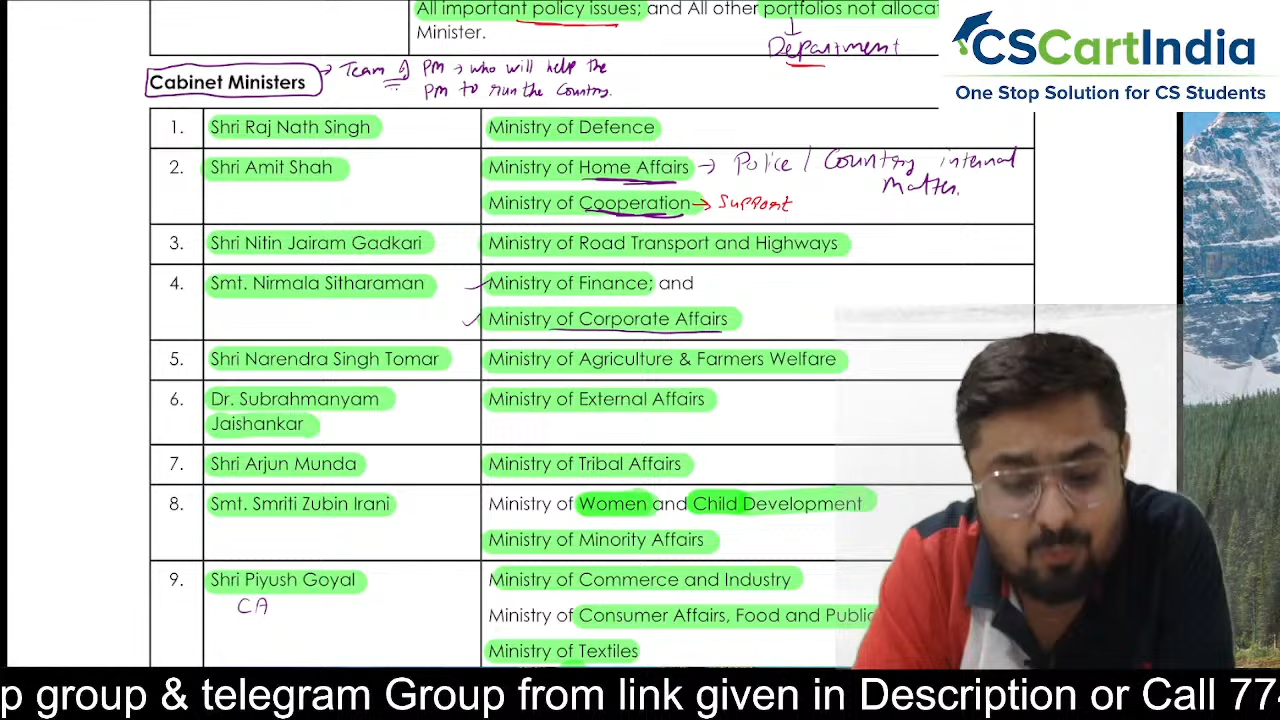 All important policy issues; and All other portfolios not alloca
Minister.
Department
CSCartIndia
One Stop Solution for CS Students
Cabinet Ministers
Team of PM → who will help the
PM to run the Country.
1. Shri Raj Nath Singh Ministry of Defence
2. Shri Amit Shah Ministry of Home Affairs → Police / Country internal
Matter.
Ministry of Cooperation → Support
3. Shri Nitin Jairam Gadkari Ministry of Road Transport and Highways
4. Smt. Nirmala Sitharaman Ministry of Finance; and
Ministry of Corporate Affairs
5. Shri Narendra Singh Tomar Ministry of Agriculture & Farmers Welfare
6. Dr. Subrahmanyam Ministry of External Affairs
Jaishankar
7. Shri Arjun Munda Ministry of Tribal Affairs
8. Smt. Smriti Zubin Irani Ministry of Women and Child Development
Ministry of Minority Affairs
9. Shri Piyush Goyal Ministry of Commerce and Industry
CA
Ministry of Consumer Affairs, Food and Public
Ministry of Textiles
p group & telegram Group from link given in Description or Call 77